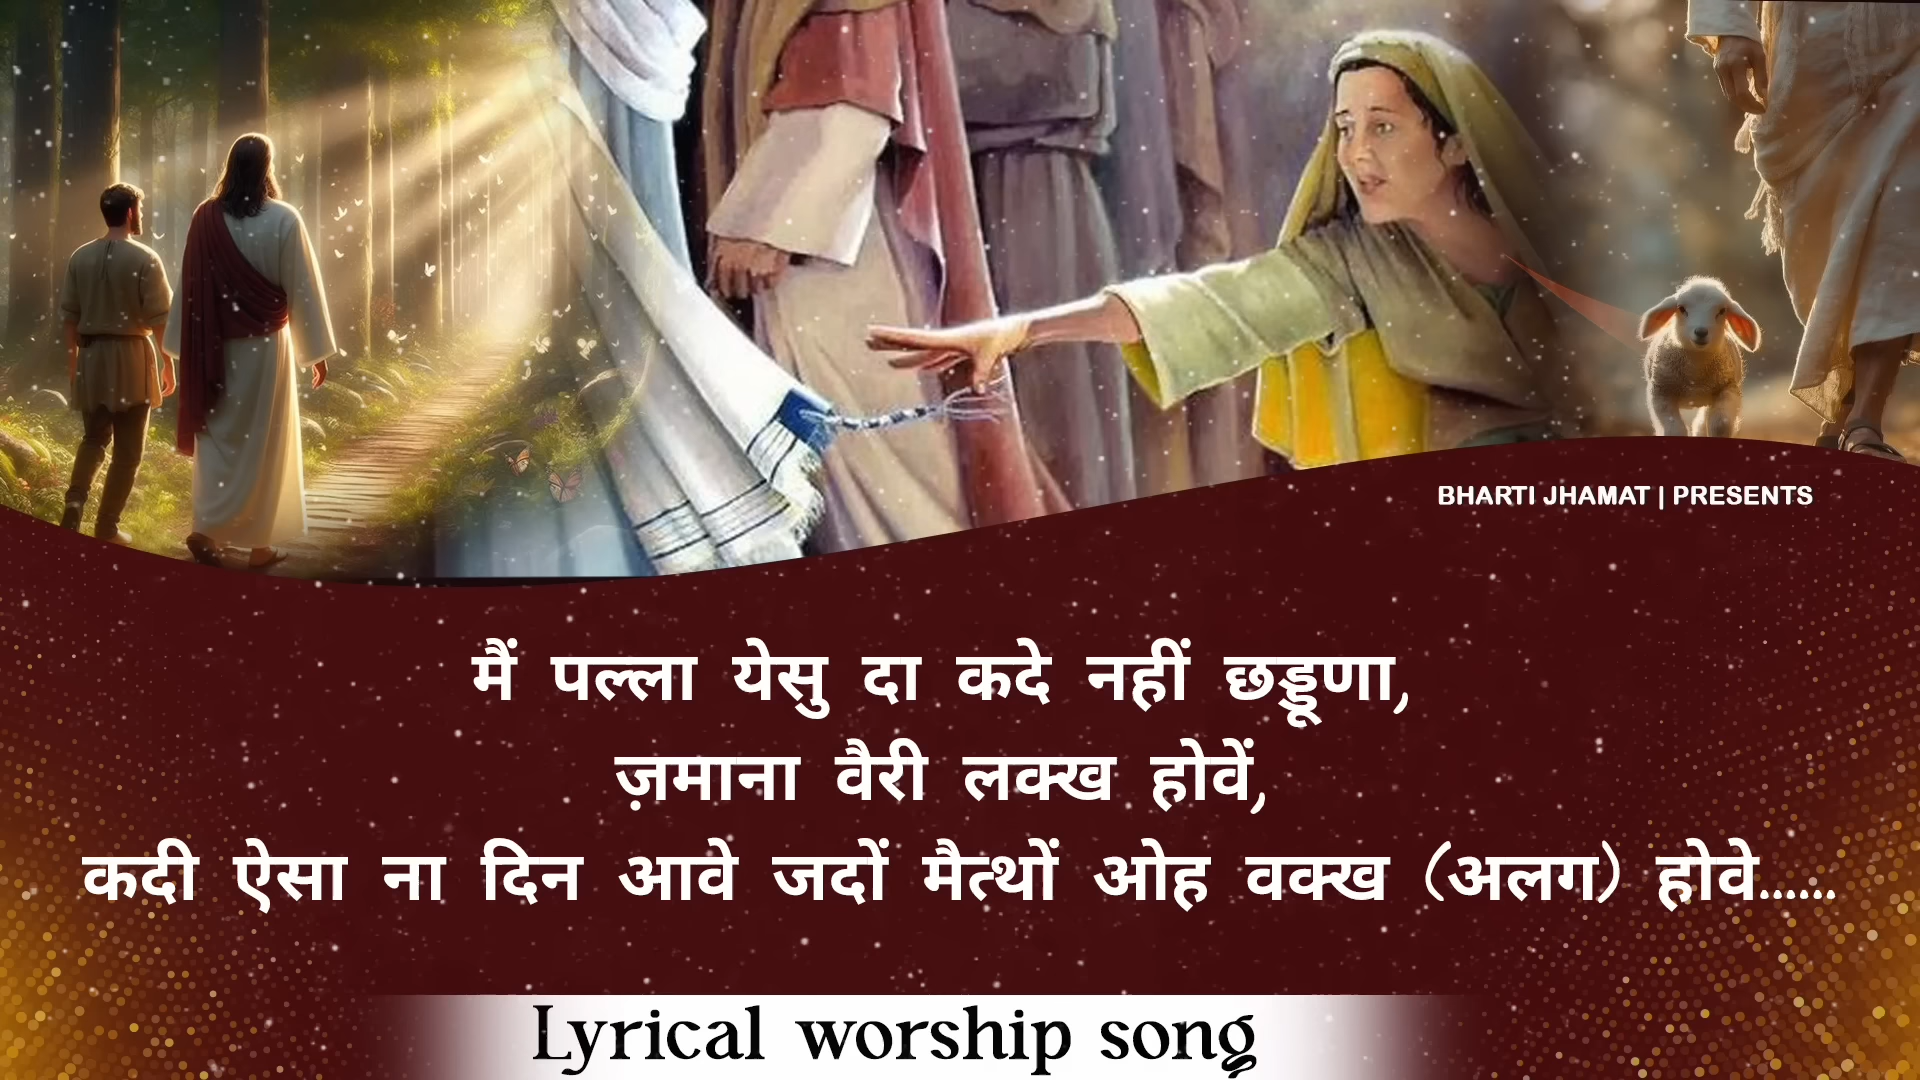 BHARTI JHAMAT | PRESENTS
मैं पल्ला येसु दा कदे नहीं छड्डूणा,
ज़माना वैरी लक्ख होवें,
कदी ऐसा ना दिन आवे जदों मैत्थों ओह वक्ख (अलग) होवे......
Lyrical worship song